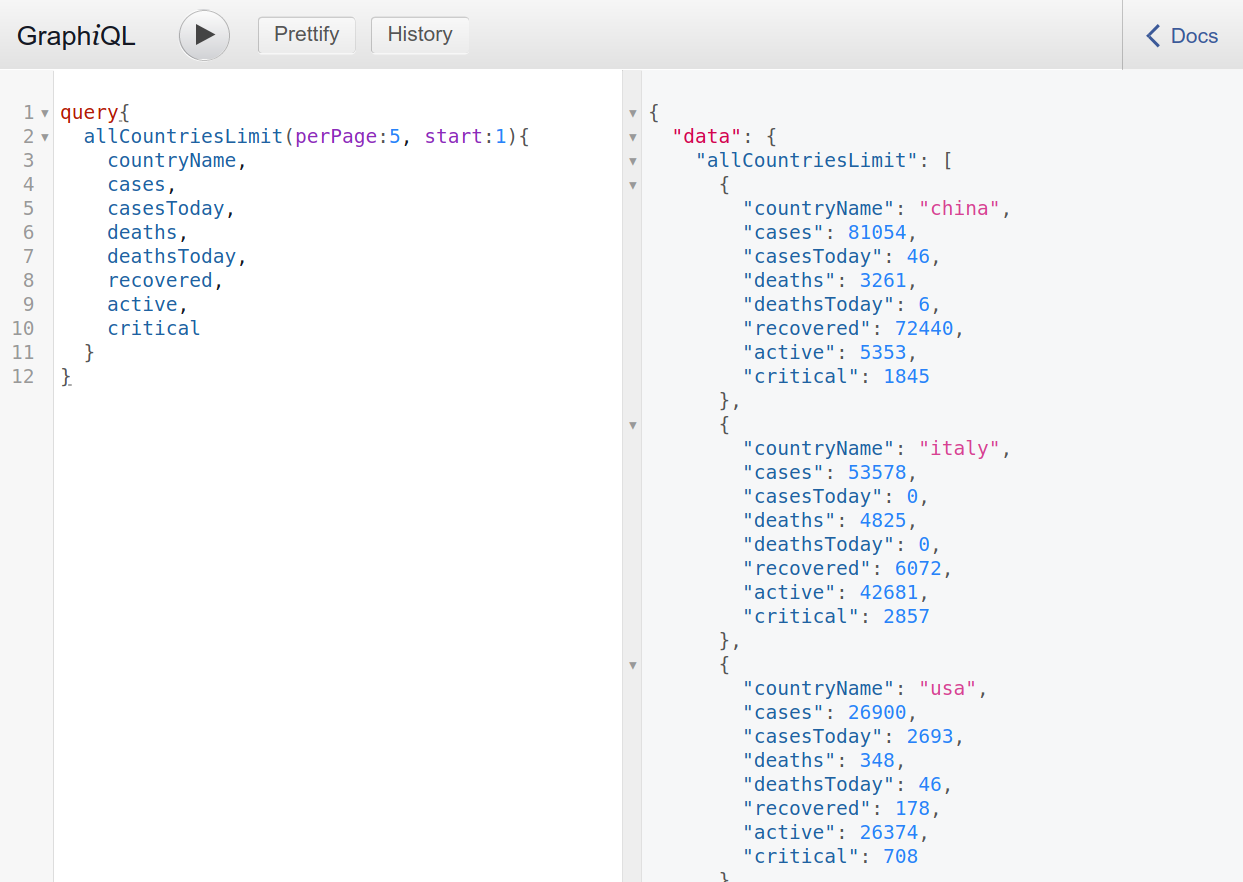 GraphiQL
Prettify
History
Docs
1 query{
2 allCountriesLimit(perPage:5, start:1){
3 countryName,
4 cases,
5 casesToday,
6 deaths,
7 deathsToday,
8 recovered,
9 active,
10 critical
11 }
12 }
{
"data": {
"allCountriesLimit": [
{
"countryName": "china",
"cases": 81054,
"casesToday": 46,
"deaths": 3261,
"deathsToday": 6,
"recovered": 72440,
"active": 5353,
"critical": 1845
},
{
"countryName": "italy",
"cases": 53578,
"casesToday": 0,
"deaths": 4825,
"deathsToday": 0,
"recovered": 6072,
"active": 42681,
"critical": 2857
},
{
"countryName": "usa",
"cases": 26900,
"casesToday": 2693,
"deaths": 348,
"deathsToday": 46,
"recovered": 178,
"active": 26374,
"critical": 708
}